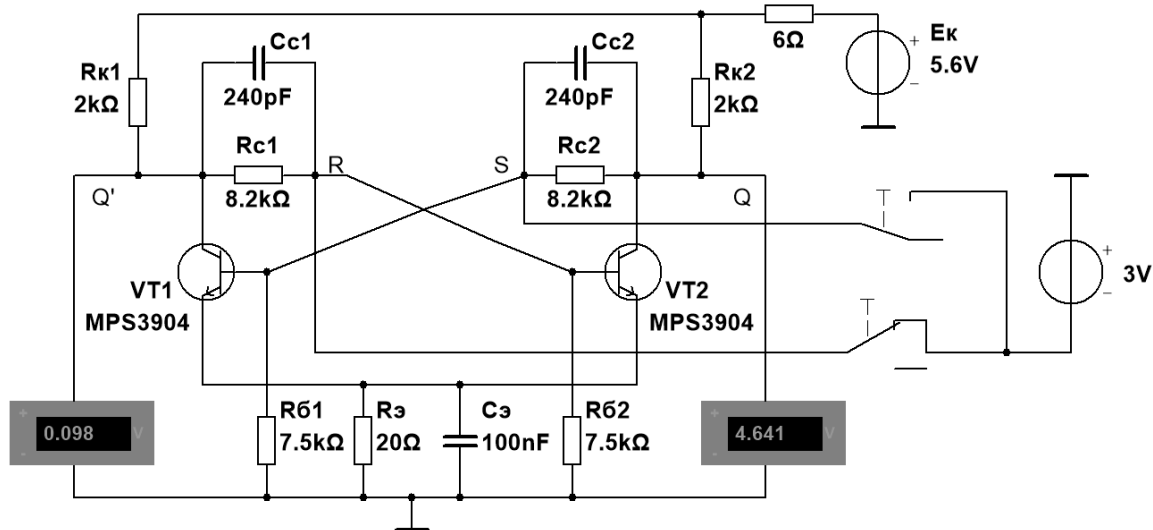 Cc1
Cc2
6Ω
Eк
5.6V
Rк1
2kΩ
240pF
240pF
Rк2
2kΩ
Rc1
R
S
Rc2
Q'
8.2kΩ
8.2kΩ
Q
T
VT1
MPS3904
VT2
MPS3904
3V
T
0.098 V
Rб1
7.5kΩ
Rэ
20Ω
Cэ
100nF
Rб2
7.5kΩ
4.641 V